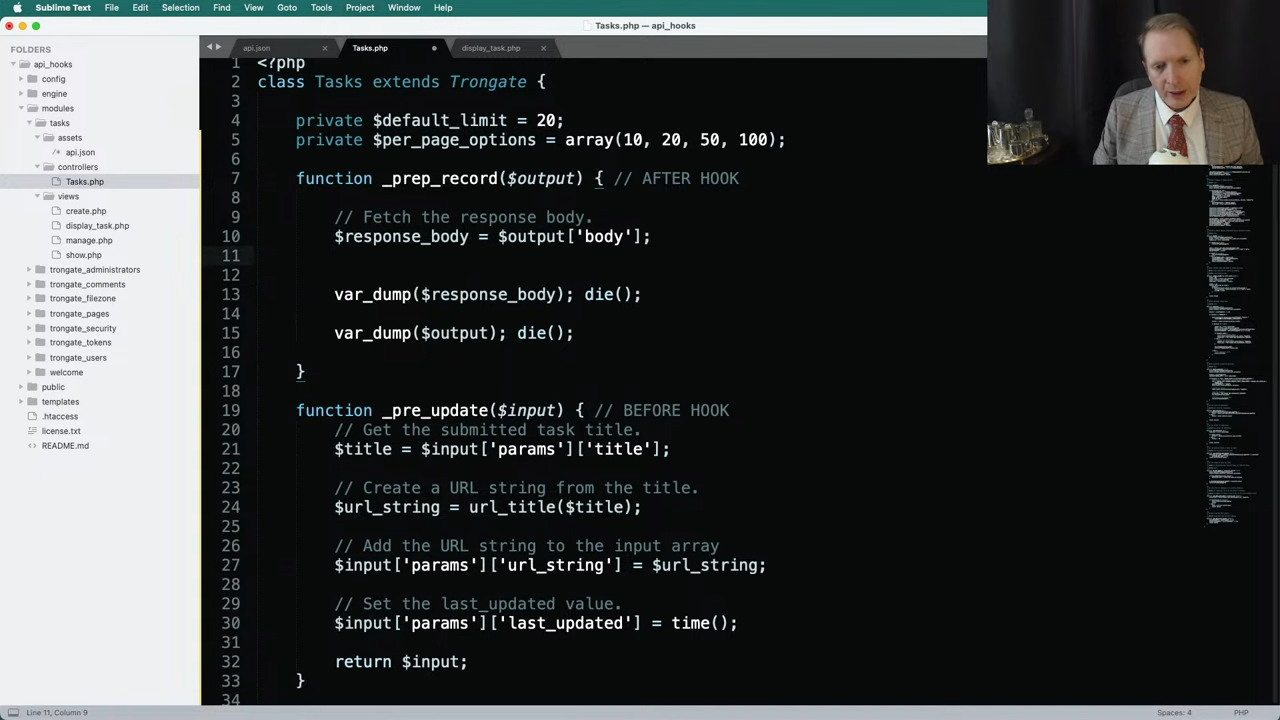 Sublime Text File Edit Selection Find View Goto Tools Project Window Help
Tasks.php — api_hooks
FOLDERS
api_hooks
config
engine
modules
tasks
assets
/* api.json
controllers
Tasks.php
views
create.php
display_task.php
manage.php
show.php
trongate_administrators
trongate_comments
trongate_filezone
trongate_pages
trongate_security
trongate_tokens
trongate_users
welcome
public
templates
.htaccess
license.txt
<> README.md
api.json Tasks.php display_task.php
1 <?php
2 class Tasks extends Trongate {
3
4 private $default_limit = 20;
5 private $per_page_options = array(10, 20, 50, 100);
6
7 function _prep_record($output) { // AFTER HOOK
8
9 // Fetch the response body.
10 $response_body = $output['body'];
11
12
13 var_dump($response_body); die();
14
15 var_dump($output); die();
16
17 }
18
19 function _pre_update($input) { // BEFORE HOOK
20 // Get the submitted task title.
21 $title = $input['params']['title'];
22
23 // Create a URL string from the title.
24 $url_string = url_title($title);
25
26 // Add the URL string to the input array
27 $input['params']['url_string'] = $url_string;
28
29 // Set the last_updated value.
30 $input['params']['last_updated'] = time();
31
32 return $input;
33 }
34
Line 11, Column 9 Spaces: 4 PHP